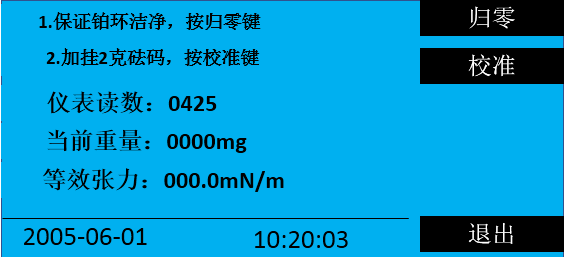 1.保证铂环洁净，按归零键
归零
2.加挂2克砝码，按校准键
校准
仪表读数：0425
当前重量：0000mg
等效张力：000.0mN/m
2005-06-01
10:20:03
退出